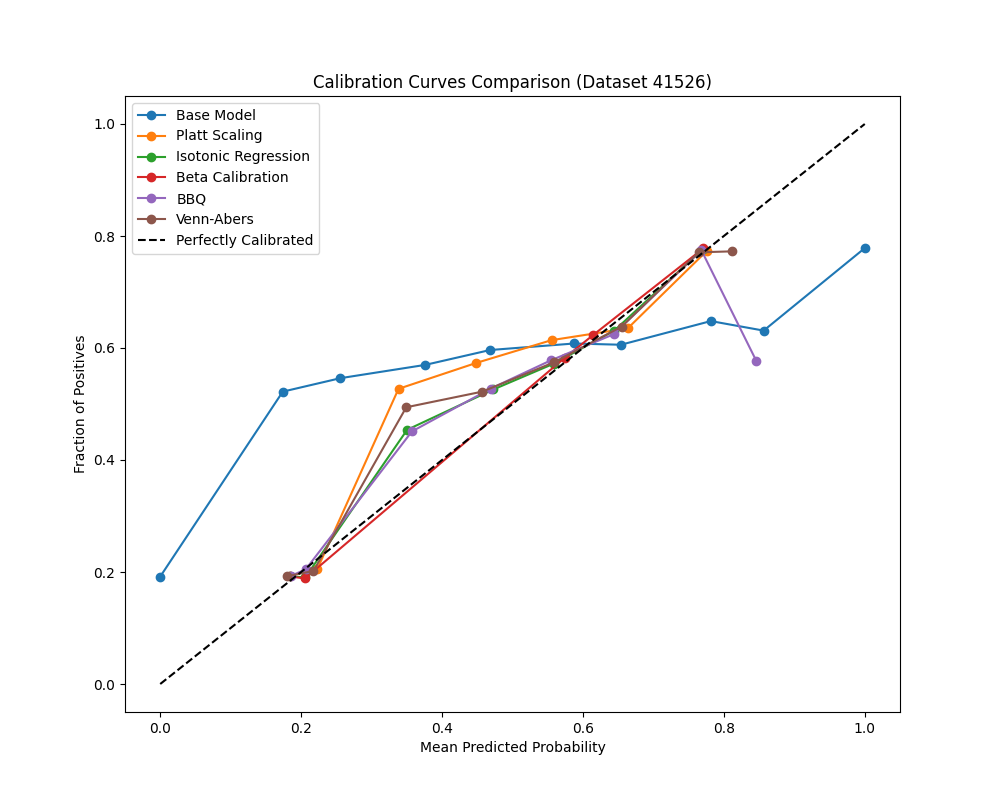 Calibration Curves Comparison (Dataset 41526)
Base Model
Platt Scaling
Isotonic Regression
Beta Calibration
BBQ
Venn-Abers
Perfectly Calibrated
1.0
0.8
0.6
0.4
0.2
0.0
Fraction of Positives
0.0 0.2 0.4 0.6 0.8 1.0
Mean Predicted Probability